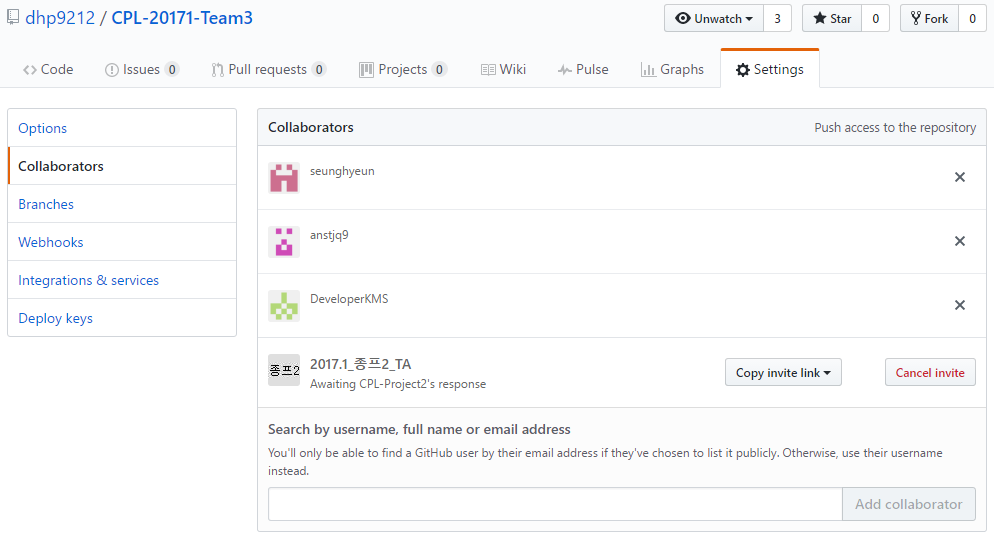 dhp9212 / CPL-20171-Team3
Unwatch 3 Star 0 Fork 0
Code Issues 0 Pull requests 0 Projects 0 Wiki Pulse Graphs Settings
Options
Collaborators
Branches
Webhooks
Integrations & services
Deploy keys
Collaborators Push access to the repository
seunghyeun
anstjq9
DeveloperKMS
종프2
2017.1_종프2_TA
Awaiting CPL-Project2's response
Copy invite link
Cancel invite
Search by username, full name or email address
You'll only be able to find a GitHub user by their email address if they've chosen to list it publicly. Otherwise, use their username
instead.
Add collaborator